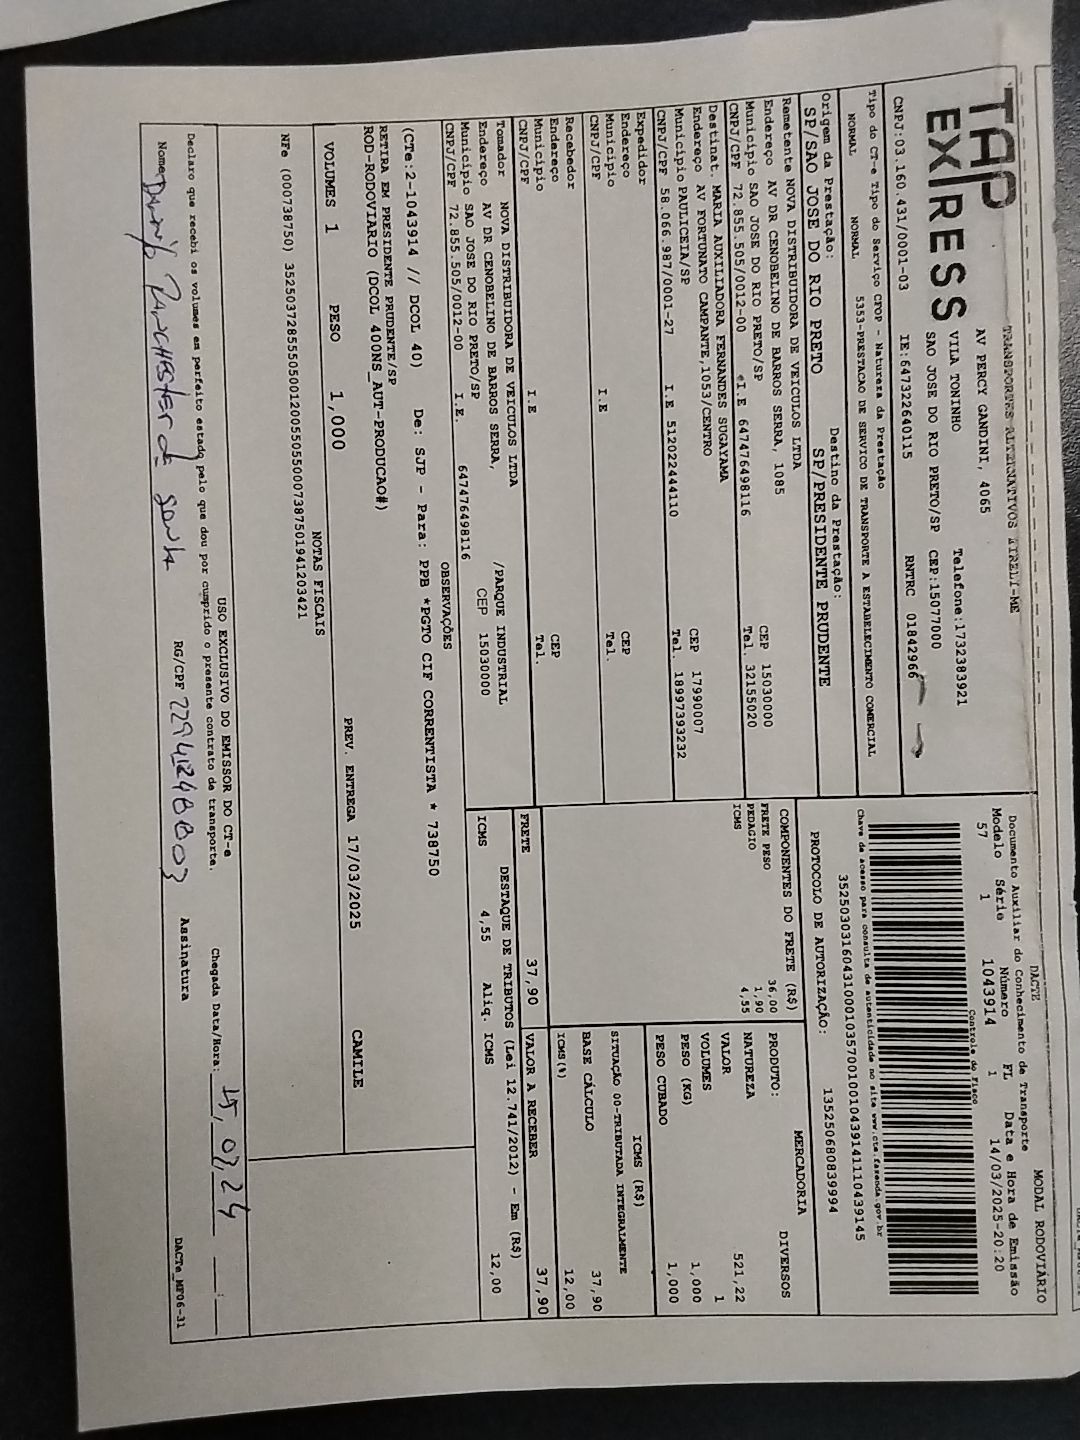 TAP
EXPRESS
TRANSPORTES ALTERNATIVOS EIRELI-ME
AV PERCY GANDINI, 4065
VILA TONINHO Telefone:1732383921
SAO JOSE DO RIO PRETO/SP CEP:15077000
CNPJ:03.160.431/0001-03 IE:647322640115 RNTRC 01842966
Tipo do CT-e Tipo do Serviço CFOP - Natureza da Prestação
NORMAL NORMAL 5353-PRESTACAO DE SERVICO DE TRANSPORTE A ESTABELECIMENTO COMERCIAL
Origem da Prestação: Destino da Prestação:
SP/SAO JOSE DO RIO PRETO SP/PRESIDENTE PRUDENTE
DACTE MODAL RODOVIÁRIO
Documento Auxiliar do Conhecimento de Transporte
Modelo Série Número FL Data e Hora de Emissão
57 1 1043914 1 14/03/2025-20:20
Controle do Fisco
Chave de acesso para consulta de autenticidade no site www.cte.fazenda.gov.br
35250303160431000103570010010439141110439145
PROTOCOLO DE AUTORIZAÇÃO: 135250680839994
Remetente NOVA DISTRIBUIDORA DE VEICULOS LTDA
Endereço AV DR CENOBELINO DE BARROS SERRA, 1085
Municipio SAO JOSE DO RIO PRETO/SP CEP 15030000
CNPJ/CPF 72.855.505/0012-00 I.E 647476498116 Tel. 32155020
Destinat. MARIA AUXILIADORA FERNANDES SUGAYAMA
Endereço AV FORTUNATO CAMPANTE,1053/CENTRO
Municipio PAULICEIA/SP CEP 17990007
CNPJ/CPF 58.066.987/0001-27 I.E 512022444110 Tel. 18997393232
Expedidor
Endereço
Municipio CEP
CNPJ/CPF I E Tel.
Recebedor
Endereço
Municipio CEP
CNPJ/CPF I.E Tel.
Tomador NOVA DISTRIBUIDORA DE VEICULOS LTDA
Endereço AV DR CENOBELINO DE BARROS SERRA, /PARQUE INDUSTRIAL
Municipio SAO JOSE DO RIO PRETO/SP CEP 15030000
CNPJ/CPF 72.855.505/0012-00 I.E. 647476498116
COMPONENTES DO FRETE (R$)
FRETE PESO 36,00
PEDAGIO 1,90
ICMS 4,55
MERCADORIA
PRODUTO: DIVERSOS
NATUREZA
VALOR 521,22
VOLUMES 1
PESO (KG) 1,000
PESO CUBADO 1,000
ICMS (R$)
SITUAÇÃO 00-TRIBUTADA INTEGRALMENTE
BASE CÁLCULO 37,90
ICMS(%) 12,00
FRETE 37,90 VALOR A RECEBER 37,90
DESTAQUE DE TRIBUTOS (Lei 12.741/2012) - Em (R$)
ICMS 4,55 Aliq. ICMS 12,00
OBSERVAÇÕES
(CTe:2-1043914 // DCOL 40) De: SJP - Para: PPB *PGTO CIF CORRENTISTA * 738750
RETIRA EM PRESIDENTE PRUDENTE/SP
ROD-RODOVIARIO (DCOL 400NS_AUT-PRODUCAO#)
VOLUMES 1 PESO 1,000 PREV. ENTREGA 17/03/2025 CAMILE
NOTAS FISCAIS
NFe (000738750) 35250372855505001200550550007387501941203421
USO EXCLUSIVO DO EMISSOR DO CT-e
Declaro que recebi os volumes em perfeito estado pelo que dou por cumprido o presente contrato de transporte. Chegada Data/Hora: 15, 03, 24
Nome RG/CPF 22941248803 Assinatura
DACTe_MF06-31